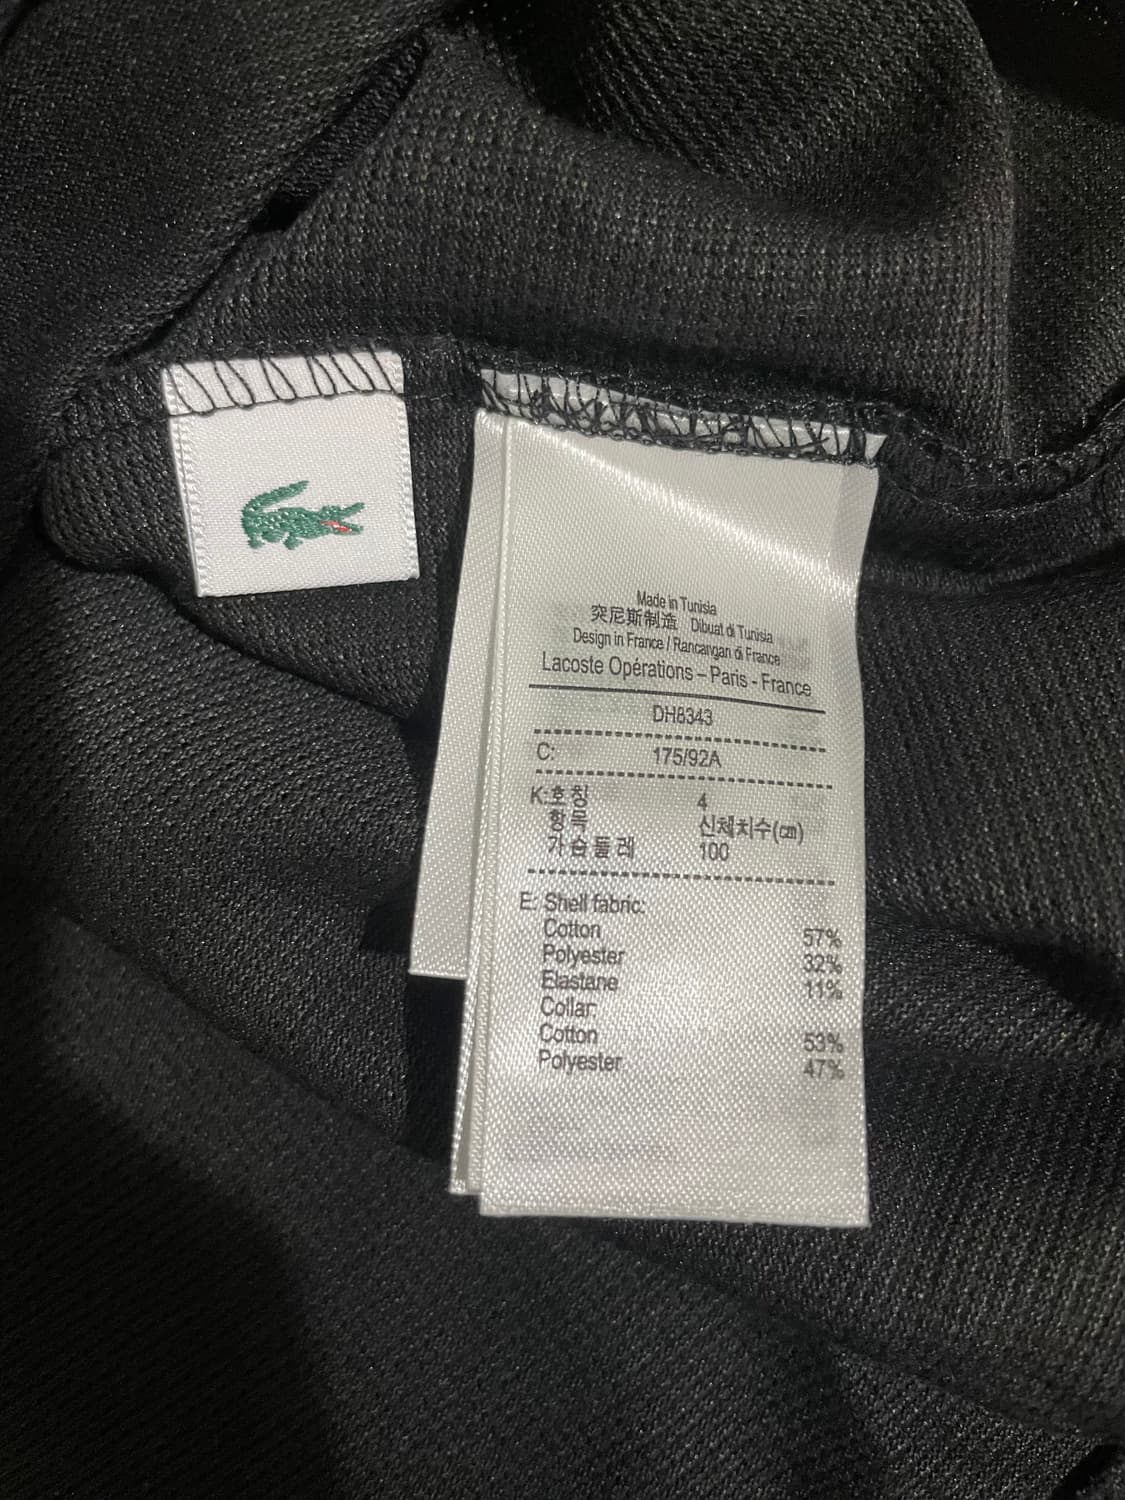 Made in Tunisia
突尼斯制造 Dibuat di Tunisia
Design in France / Rancangan di France
Lacoste Opérations – Paris - France
DH8343
C: 175/92A
K:호칭 4
항목 신체치수(㎝)
가슴둘레 100
E: Shell fabric:
Cotton 57%
Polyester 32%
Elastane 11%
Collar:
Cotton 53%
Polyester 47%